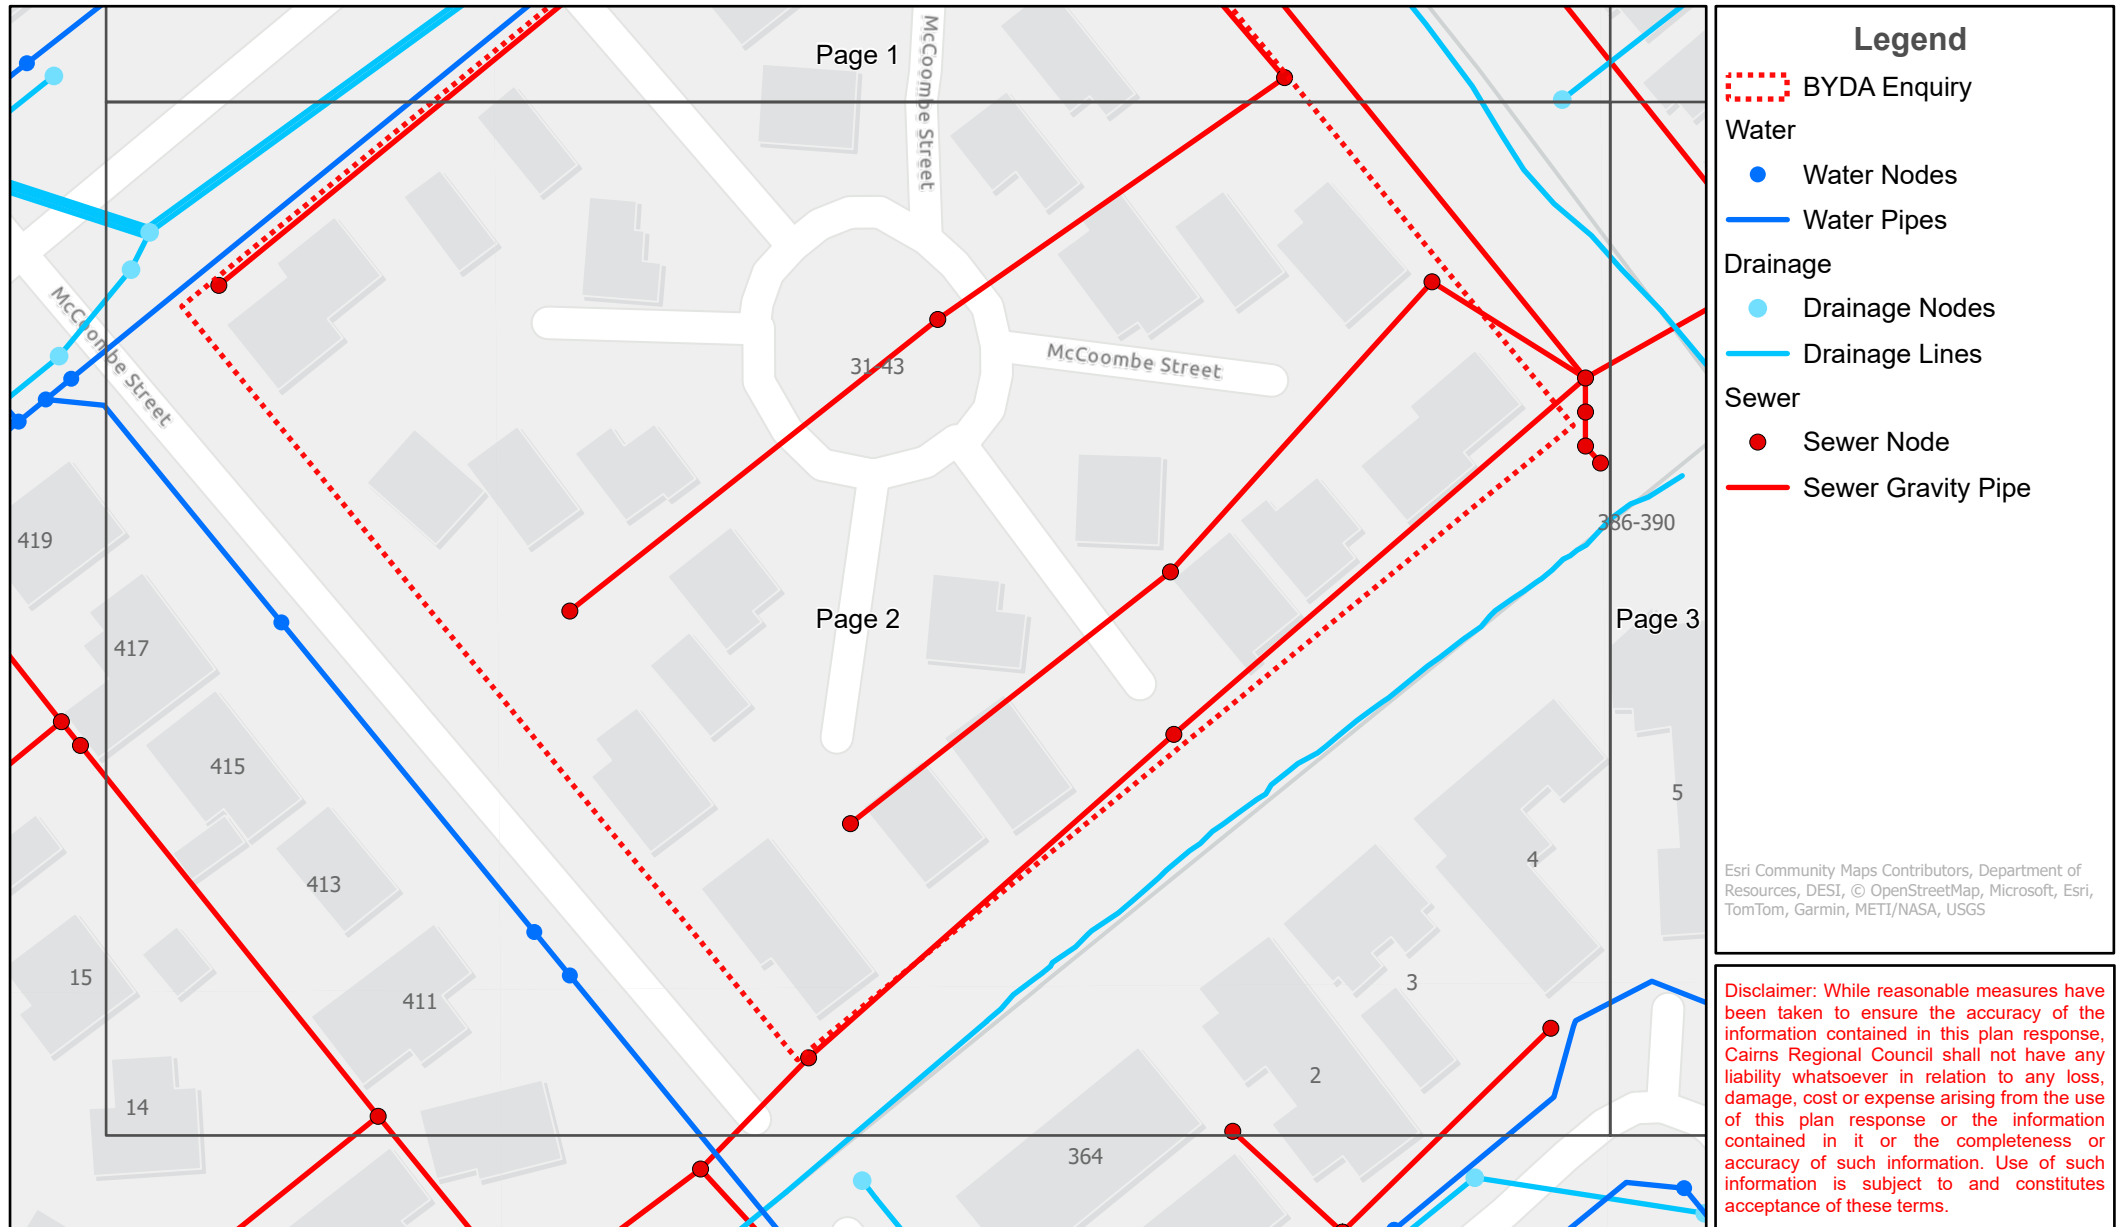 Page 1
McCoombe Street
McCoombe Street
31-43
McCoombe Street
419
386-390
417
Page 2
Page 3
415
5
4
413
15
411
3
2
14
364
Legend
BYDA Enquiry
Water
Water Nodes
Water Pipes
Drainage
Drainage Nodes
Drainage Lines
Sewer
Sewer Node
Sewer Gravity Pipe
Esri Community Maps Contributors, Department of
Resources, DESI, © OpenStreetMap, Microsoft, Esri,
TomTom, Garmin, METI/NASA, USGS
Disclaimer: While reasonable measures have
been taken to ensure the accuracy of the
information contained in this plan response,
Cairns Regional Council shall not have any
liability whatsoever in relation to any loss,
damage, cost or expense arising from the use
of this plan response or the information
contained in it or the completeness or
accuracy of such information. Use of such
information is subject to and constitutes
acceptance of these terms.